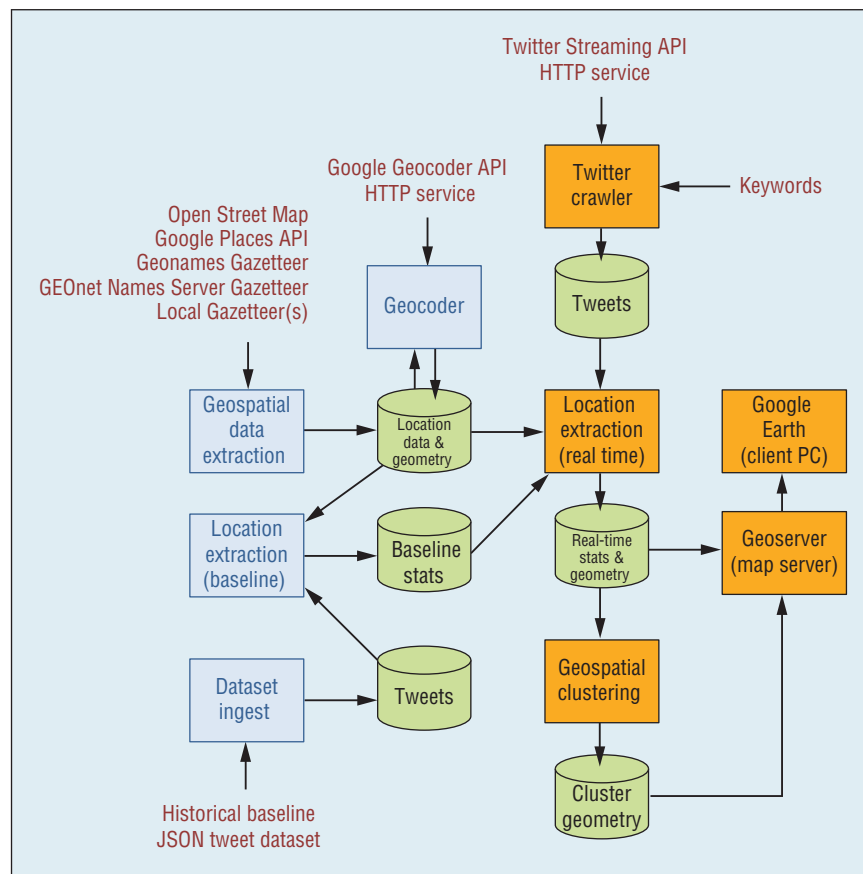 Twitter Streaming API
HTTP service
Google Geocoder API
HTTP service
Twitter
crawler
Keywords
Open Street Map
Google Places API
Geonames Gazetteer
GEOnet Names Server Gazetteer
Local Gazetteer(s)
Geocoder
Tweets
Geospatial
data
extraction
Location
data &
geometry
Location
extraction
(real time)
Google
Earth
(client PC)
Location
extraction
(baseline)
Baseline
stats
Real-time
stats &
geometry
Geoserver
(map server)
Dataset
ingest
Tweets
Geospatial
clustering
Historical baseline
JSON tweet dataset
Cluster
geometry